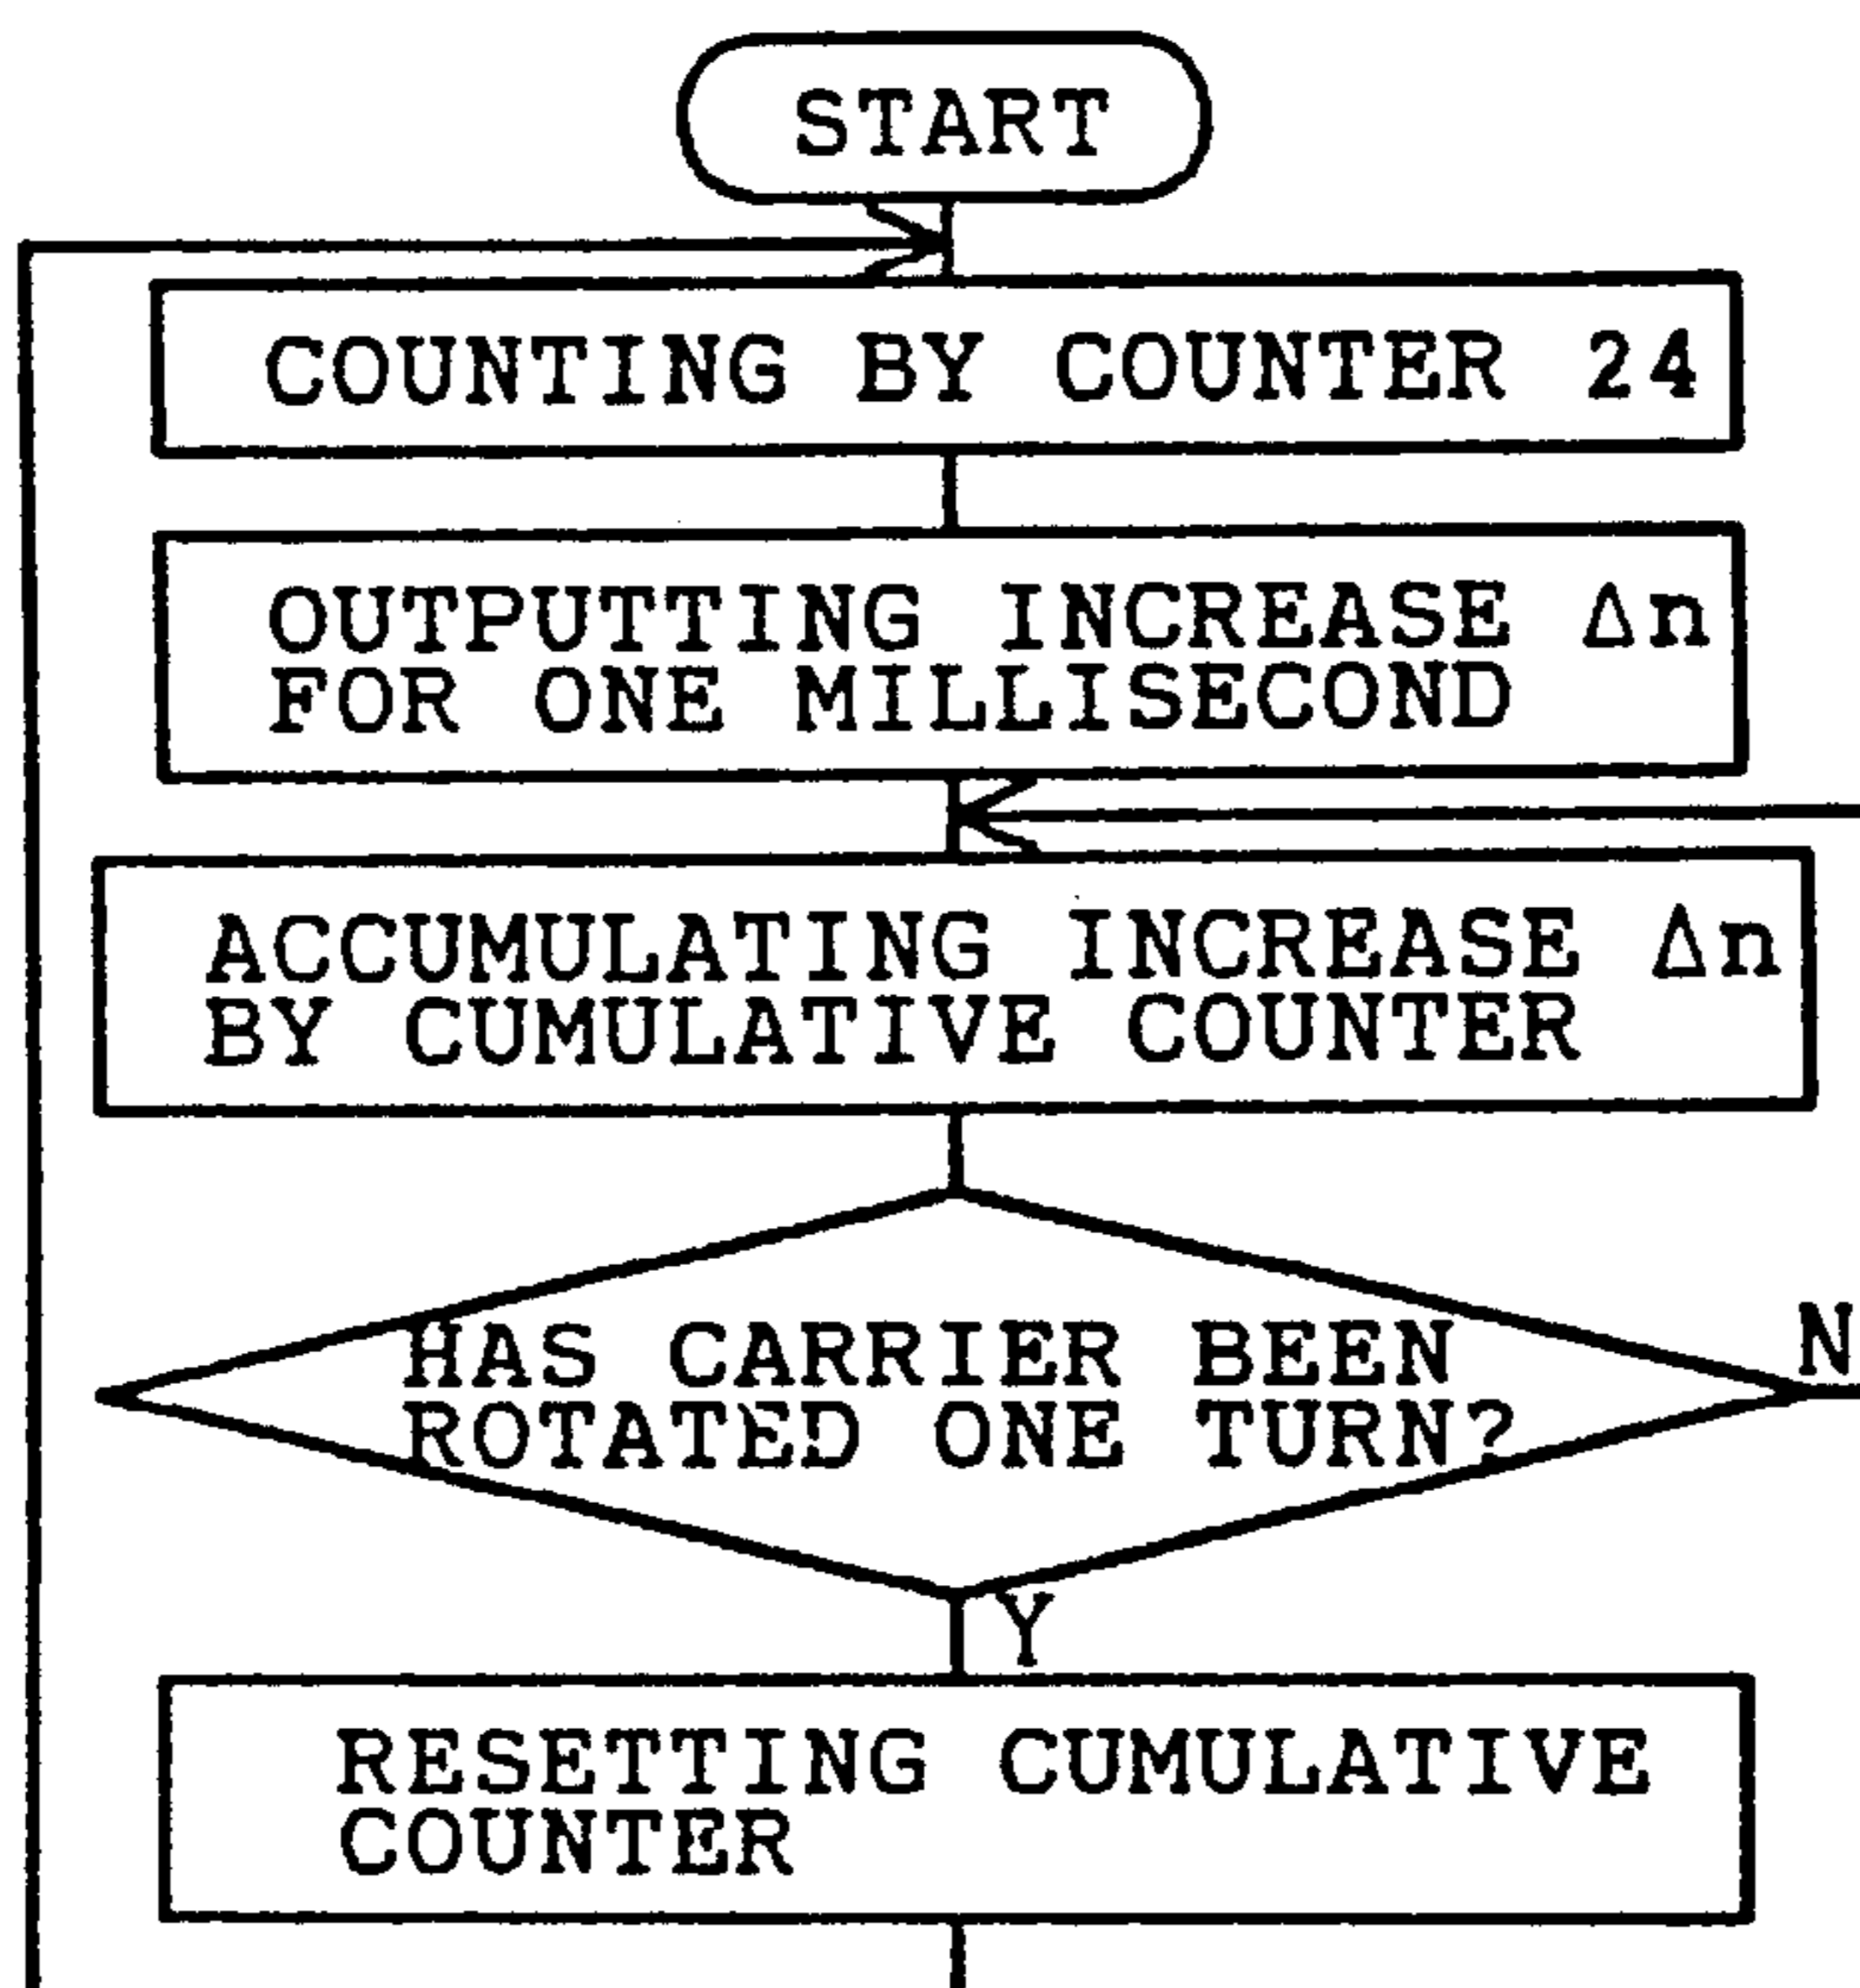 START
COUNTING BY COUNTER 24
OUTPUTTING INCREASE Δn
FOR ONE MILLISECOND
ACCUMULATING INCREASE Δn
BY CUMULATIVE COUNTER
HAS CARRIER BEEN
ROTATED ONE TURN?
N
Y
RESETTING CUMULATIVE
COUNTER